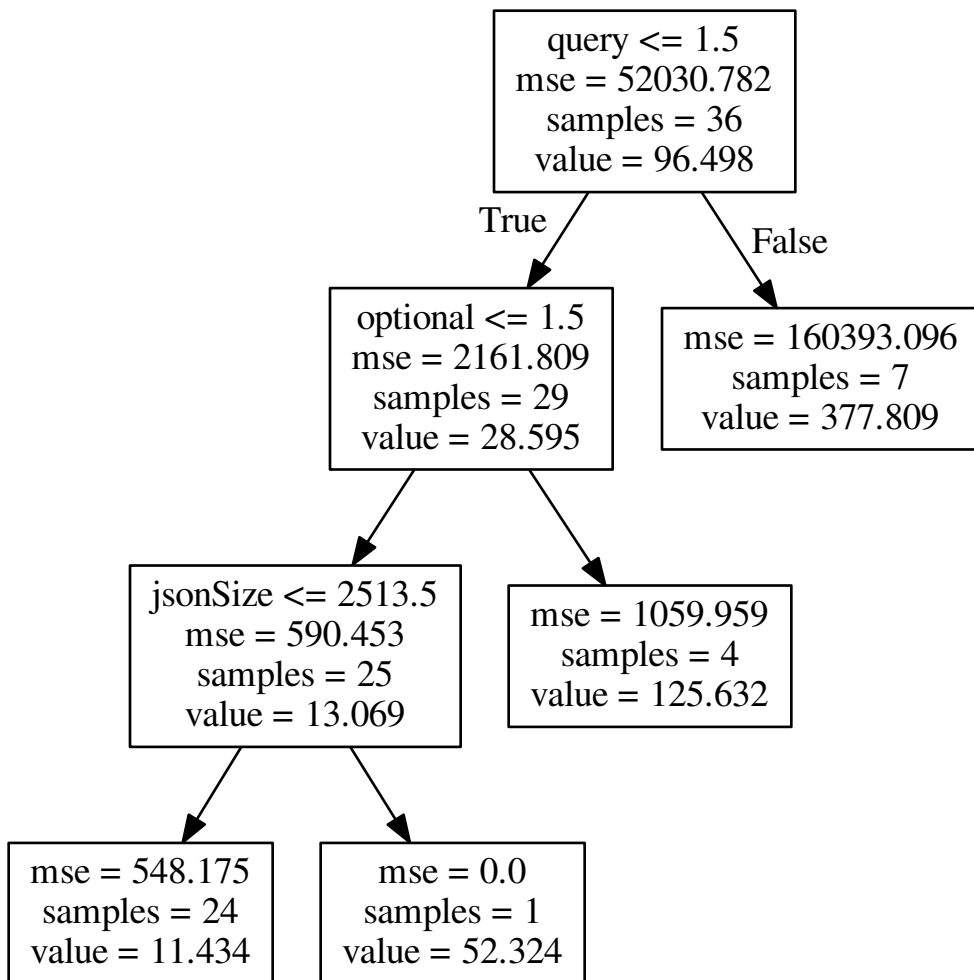 query <= 1.5
mse = 52030.782
samples = 36
value = 96.498
True
False
optional <= 1.5
mse = 2161.809
samples = 29
value = 28.595
mse = 160393.096
samples = 7
value = 377.809
jsonSize <= 2513.5
mse = 590.453
samples = 25
value = 13.069
mse = 1059.959
samples = 4
value = 125.632
mse = 548.175
samples = 24
value = 11.434
mse = 0.0
samples = 1
value = 52.324